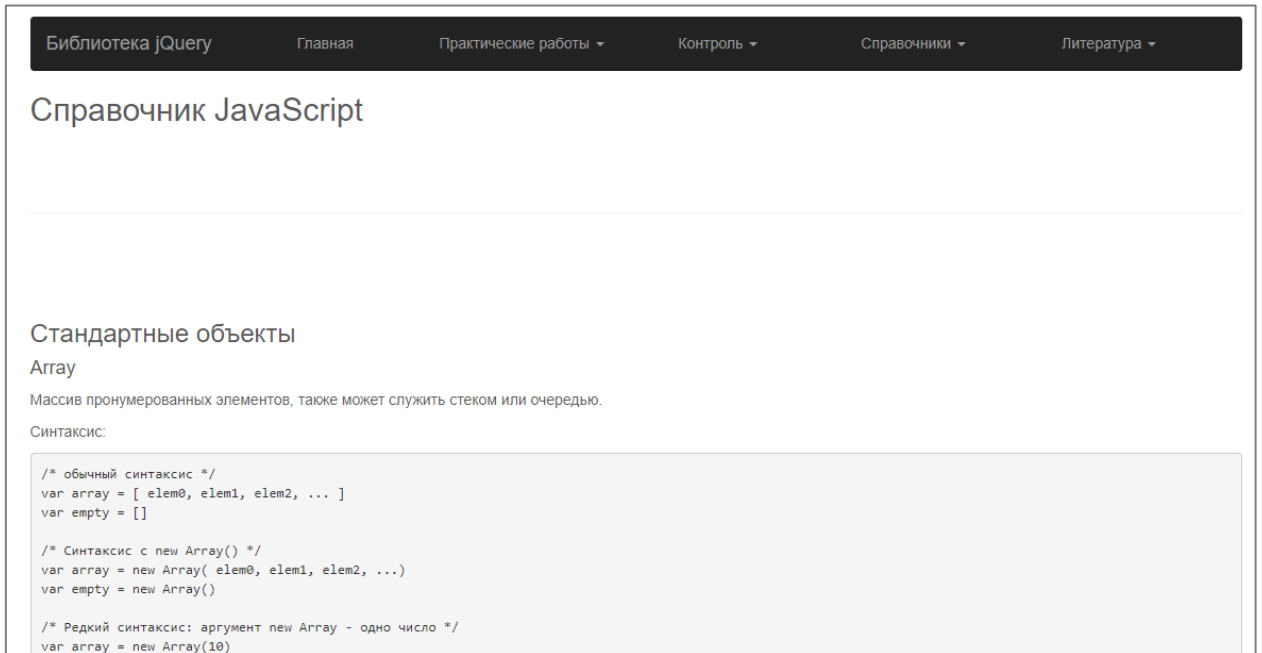 Библиотека jQuery Главная Практические работы Контроль Справочники Литература
Справочник JavaScript
Стандартные объекты
Array
Массив пронумерованных элементов, также может служить стеком или очередью.
Синтаксис:
/* обычный синтаксис */
var array = [ elem0, elem1, elem2, ... ]
var empty = []
/* Синтаксис с new Array() */
var array = new Array( elem0, elem1, elem2, ...)
var empty = new Array()
/* Редкий синтаксис: аргумент new Array - одно число */
var array = new Array(10)